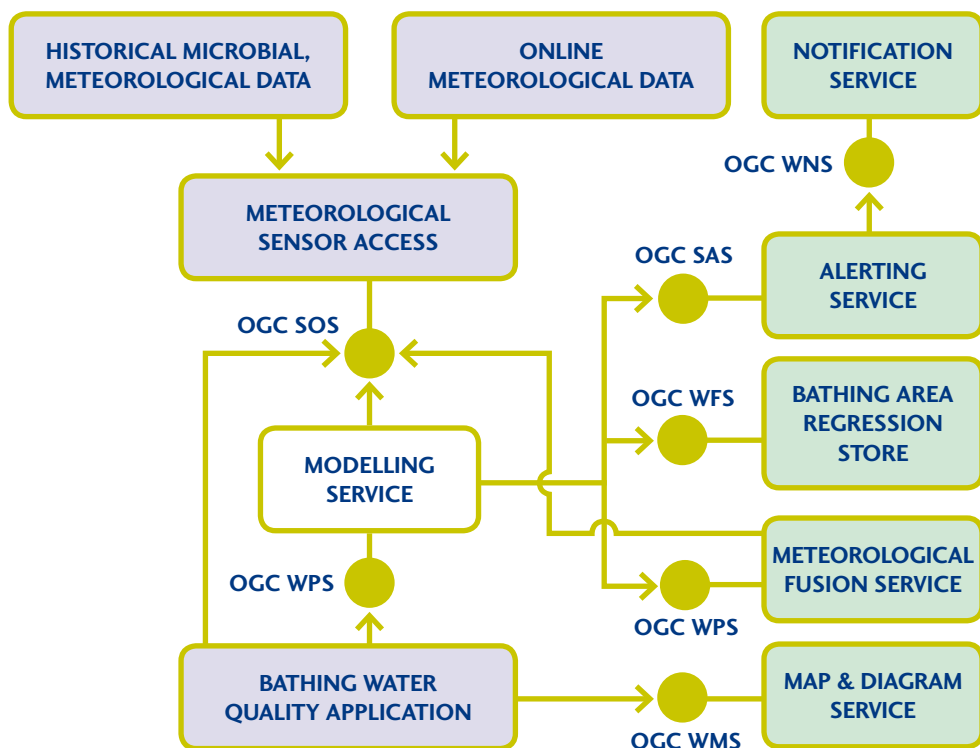 HISTORICAL MICROBIAL,
METEOROLOGICAL DATA
ONLINE
METEOROLOGICAL DATA
NOTIFICATION
SERVICE
OGC WNS
METEOROLOGICAL
SENSOR ACCESS
OGC SAS
ALERTING
SERVICE
OGC SOS
OGC WFS
BATHING AREA
REGRESSION
STORE
MODELLING
SERVICE
OGC WPS
METEOROLOGICAL
FUSION SERVICE
OGC WPS
BATHING WATER
QUALITY APPLICATION
MAP & DIAGRAM
SERVICE
OGC WMS